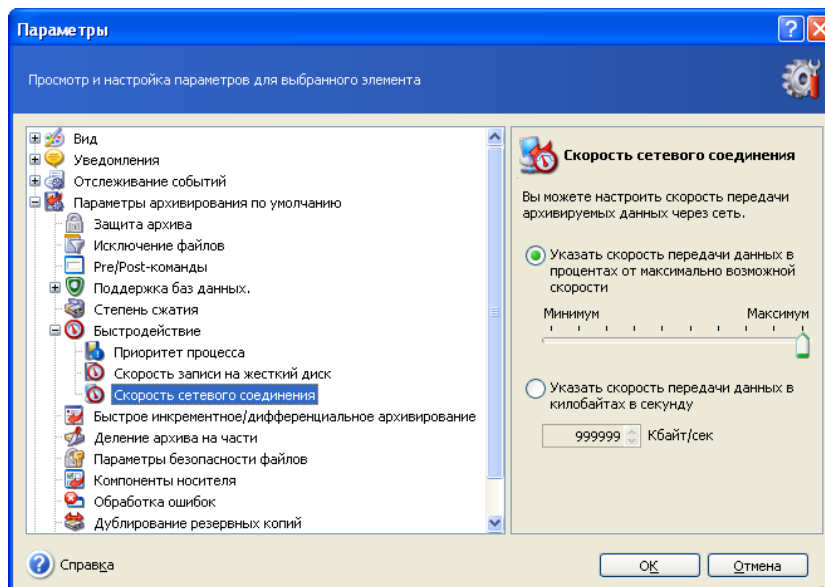 Параметры
Просмотр и настройка параметров для выбранного элемента
Вид
Уведомления
Отслеживание событий
Параметры архивирования по умолчанию
Защита архива
Исключение файлов
Pre/Post-команды
Поддержка баз данных.
Степень сжатия
Быстродействие
Приоритет процесса
Скорость записи на жесткий диск
Скорость сетевого соединения
Быстрое инкрементное/дифференциальное архивирование
Деление архива на части
Параметры безопасности файлов
Компоненты носителя
Обработка ошибок
Дублирование резервных копий
Скорость сетевого соединения
Вы можете настроить скорость передачи
архивируемых данных через сеть.
Указать скорость передачи данных в
процентах от максимально возможной
скорости
Минимум Максимум
Указать скорость передачи данных в
килобайтах в секунду
999999 Кбайт/сек
Справка
ОК Отмена